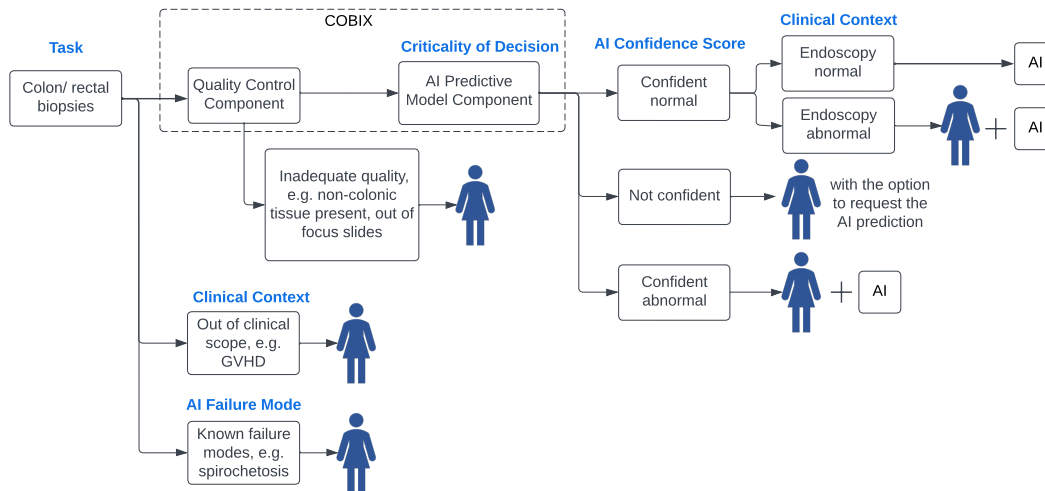 COBIX
Task
Colon/ rectal
biopsies
Quality Control
Component
Criticality of Decision
AI Predictive
Model Component
AI Confidence Score
Confident
normal
Clinical Context
Endoscopy
normal
AI
Endoscopy
abnormal
+
AI
Inadequate quality,
e.g. non-colonic
tissue present, out of
focus slides
Not confident
with the option
to request the
AI prediction
Confident
abnormal
+
AI
Clinical Context
Out of clinical
scope, e.g.
GVHD
AI Failure Mode
Known failure
modes, e.g.
spirochetosis